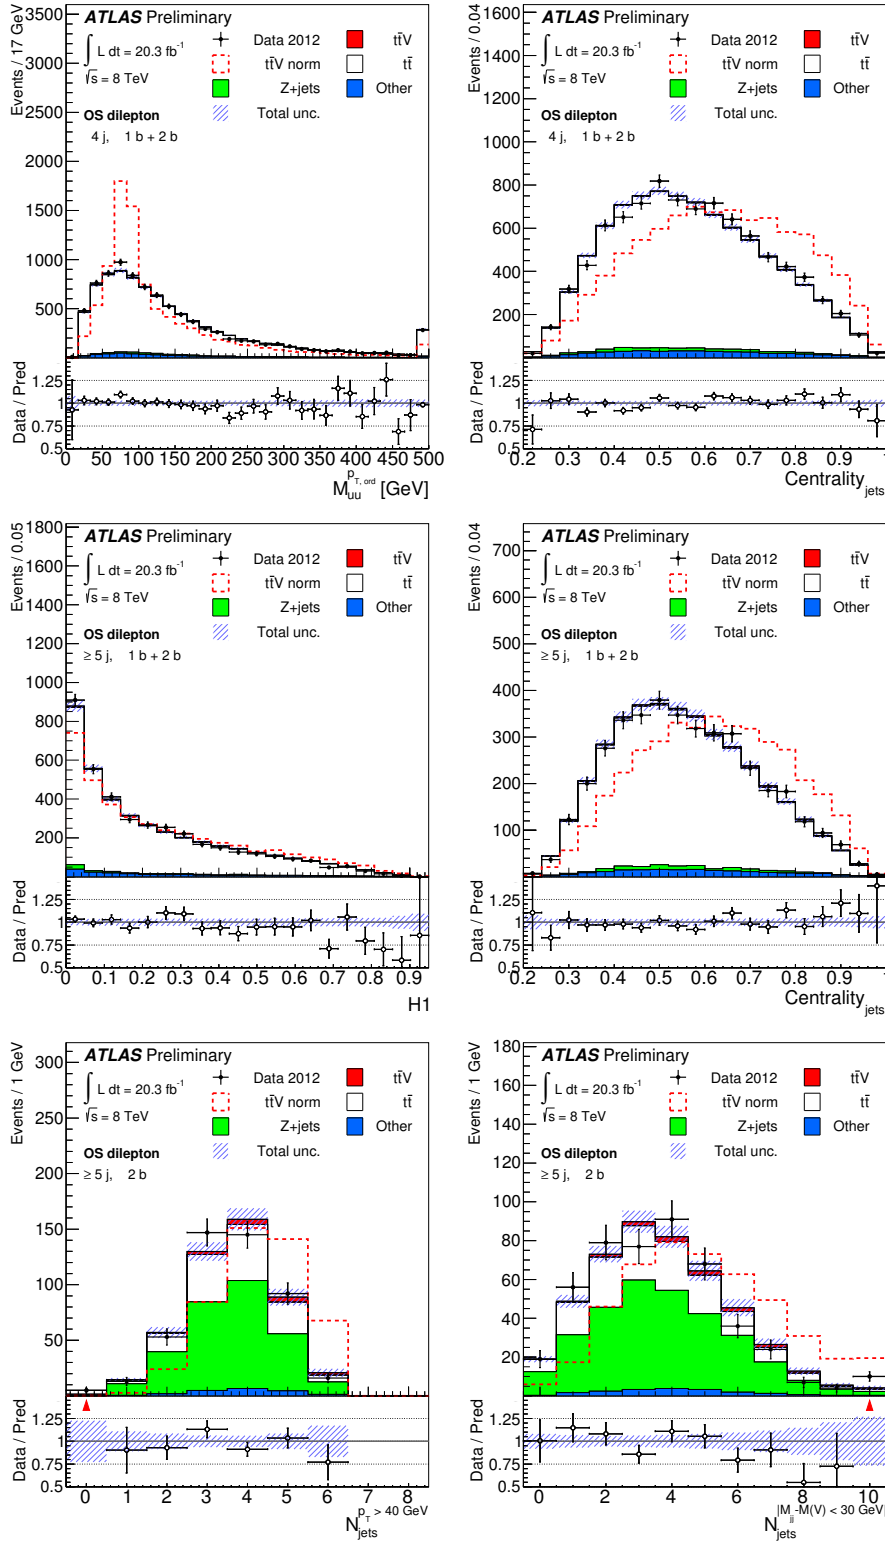 Events / 17 GeV
3500
3000
2500
2000
1500
1000
500
ATLAS Preliminary
∫ L dt = 20.3 fb⁻¹
√s = 8 TeV
OS dilepton
4 j, 1 b + 2 b
Data 2012
tt̄V
tt̄V norm
tt̄
Z+jets
Other
Total unc.
Data / Pred
1.25
1
0.75
0.5
0 50 100 150 200 250 300 350 400 450 500
M_uu^{p_T, ord} [GeV]
Events / 0.04
1600
1400
1200
1000
800
600
400
200
ATLAS Preliminary
∫ L dt = 20.3 fb⁻¹
√s = 8 TeV
OS dilepton
4 j, 1 b + 2 b
Data 2012
tt̄V
tt̄V norm
tt̄
Z+jets
Other
Total unc.
Data / Pred
1.25
1
0.75
0.5
0.2 0.3 0.4 0.5 0.6 0.7 0.8 0.9 1
Centrality_jets
Events / 0.05
1800
1600
1400
1200
1000
800
600
400
200
ATLAS Preliminary
∫ L dt = 20.3 fb⁻¹
√s = 8 TeV
OS dilepton
≥ 5 j, 1 b + 2 b
Data 2012
tt̄V
tt̄V norm
tt̄
Z+jets
Other
Total unc.
Data / Pred
1.25
1
0.75
0.5
0 0.1 0.2 0.3 0.4 0.5 0.6 0.7 0.8 0.9
H1
Events / 0.04
700
600
500
400
300
200
100
ATLAS Preliminary
∫ L dt = 20.3 fb⁻¹
√s = 8 TeV
OS dilepton
≥ 5 j, 1 b + 2 b
Data 2012
tt̄V
tt̄V norm
tt̄
Z+jets
Other
Total unc.
Data / Pred
1.25
1
0.75
0.5
0.2 0.3 0.4 0.5 0.6 0.7 0.8 0.9 1
Centrality_jets
Events / 1 GeV
300
250
200
150
100
50
ATLAS Preliminary
∫ L dt = 20.3 fb⁻¹
√s = 8 TeV
OS dilepton
≥ 5 j, 2 b
Data 2012
tt̄V
tt̄V norm
tt̄
Z+jets
Other
Total unc.
Data / Pred
1.25
1
0.75
0.5
0 1 2 3 4 5 6 7 8
N_jets^{p_T > 40 GeV}
Events / 1 GeV
180
160
140
120
100
80
60
40
20
ATLAS Preliminary
∫ L dt = 20.3 fb⁻¹
√s = 8 TeV
OS dilepton
≥ 5 j, 2 b
Data 2012
tt̄V
tt̄V norm
tt̄
Z+jets
Other
Total unc.
Data / Pred
1.25
1
0.75
0.5
0 2 4 6 8 10
N_jets^{|M_jj-M(V) < 30 GeV|}